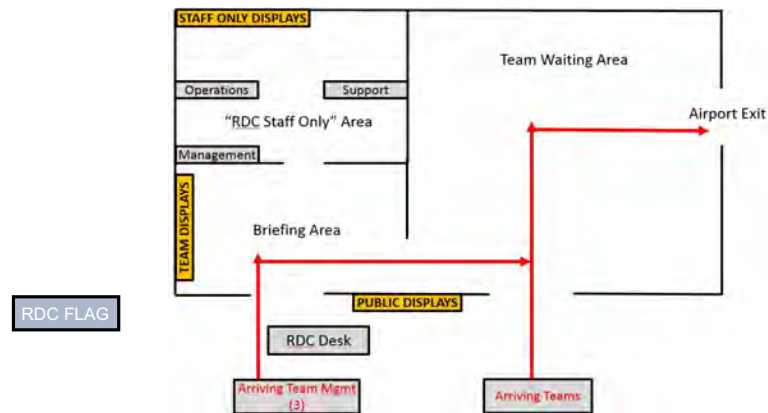 STAFF ONLY DISPLAYS
Team Waiting Area
Operations
Support
Airport Exit
"RDC Staff Only" Area
Management
TEAM DISPLAYS
Briefing Area
PUBLIC DISPLAYS
RDC FLAG
RDC Desk
Arriving Team Mgmt
(3)
Arriving Teams